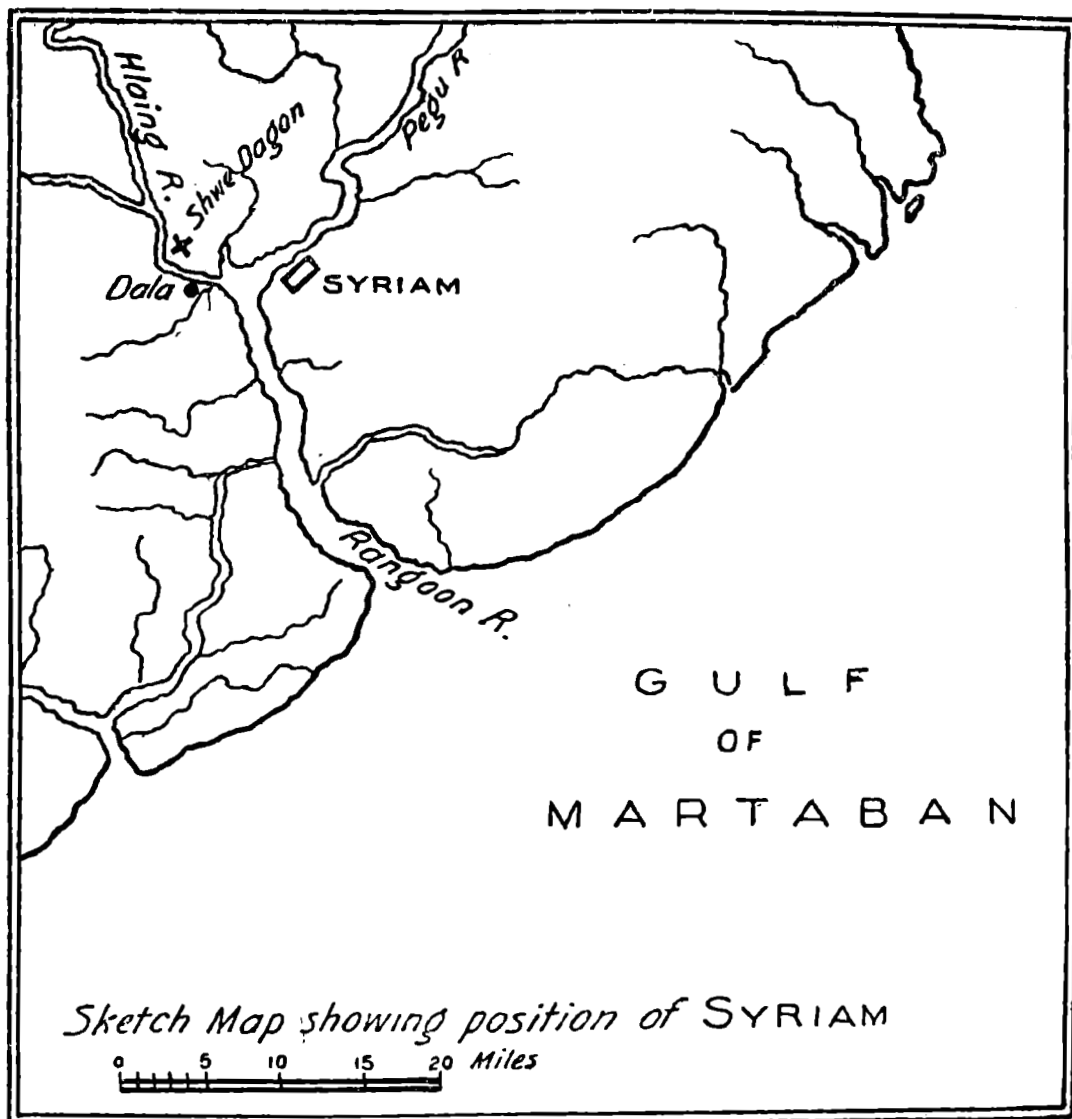 Hlaing R.
Shwe Dagon
Pegu R
Dala
SYRIAM
Rangoon R.
GULF
OF
MARTABAN
Sketch Map showing position of SYRIAM
0 5 10 15 20 Miles